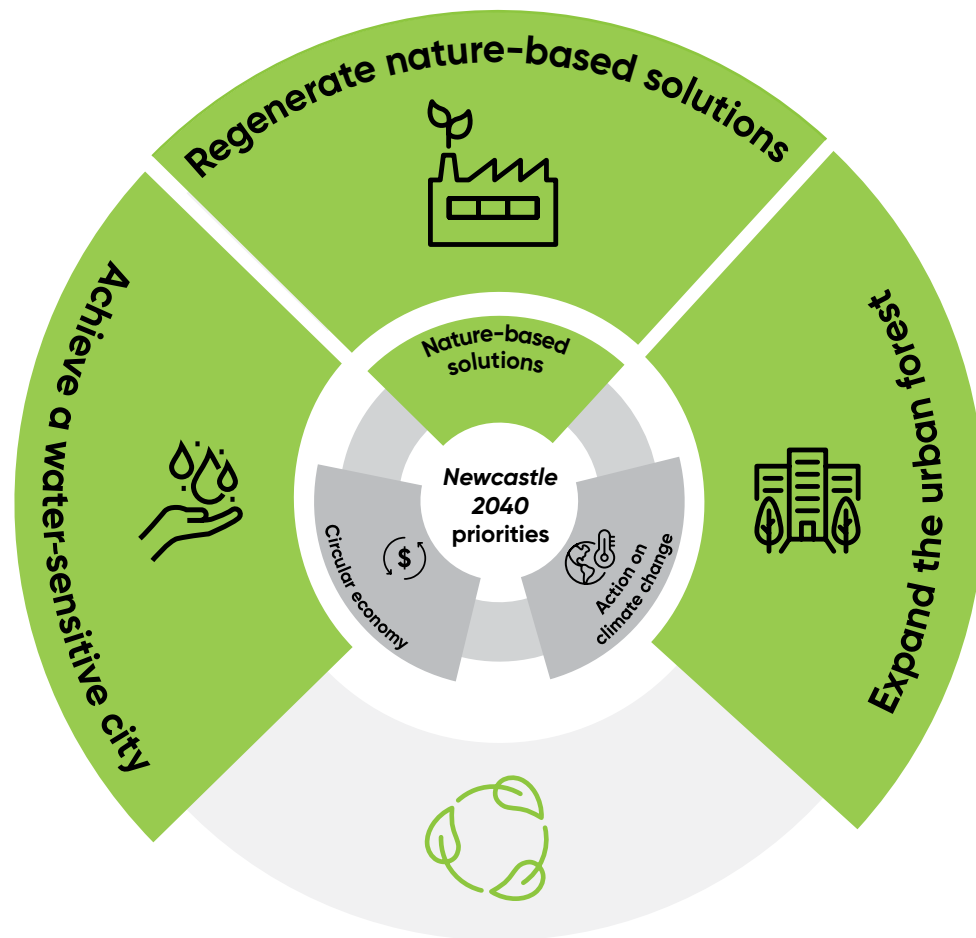 Regenerate nature-based solutions
Achieve a water-sensitive city
Expand the urban forest
Nature-based
solutions
Newcastle
2040
priorities
Circular economy
$
Action on
climate change